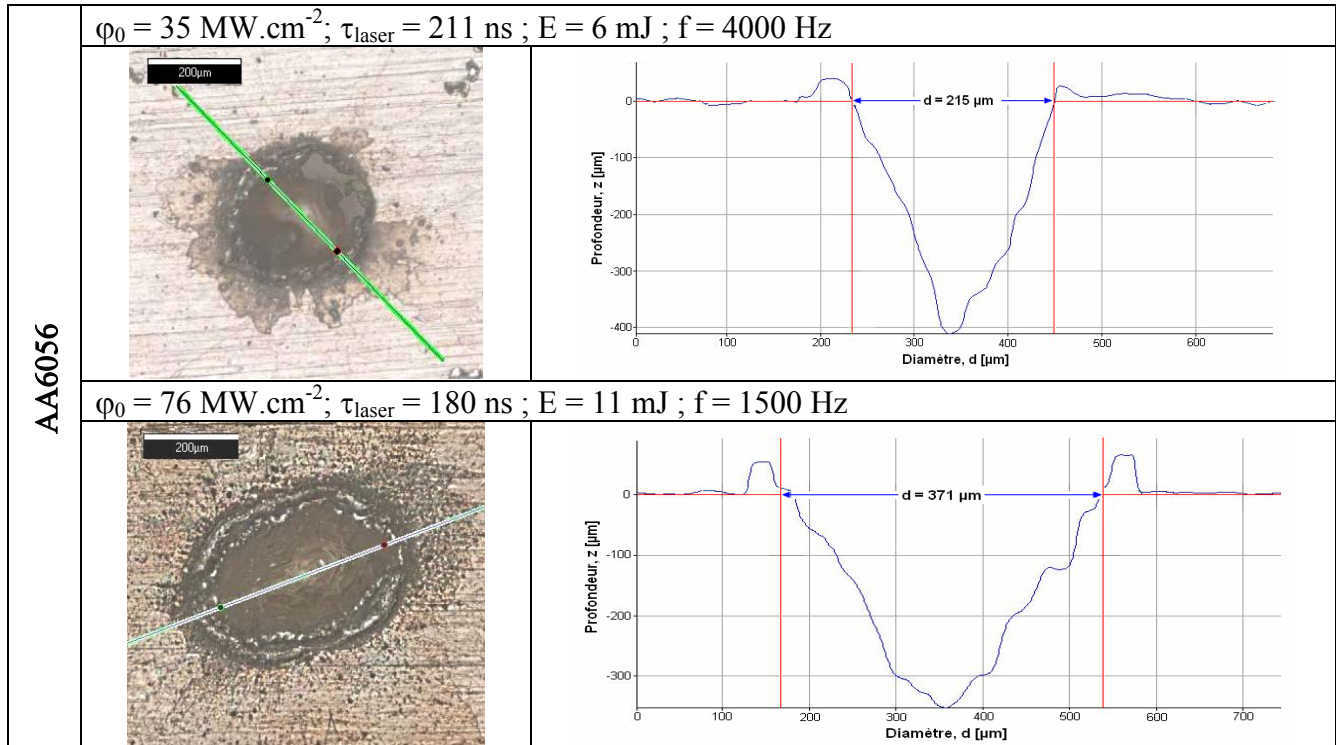 AA6056
φ₀ = 35 MW.cm⁻²; τlaser = 211 ns ; E = 6 mJ ; f = 4000 Hz
200µm
0
-100
-200
-300
-400
Profondeur, z [µm]
d = 215 µm
0 100 200 300 400 500 600
Diamètre, d [µm]
φ₀ = 76 MW.cm⁻²; τlaser = 180 ns ; E = 11 mJ ; f = 1500 Hz
200µm
0
-100
-200
-300
Profondeur, z [µm]
d = 371 µm
0 100 200 300 400 500 600 700
Diamètre, d [µm]